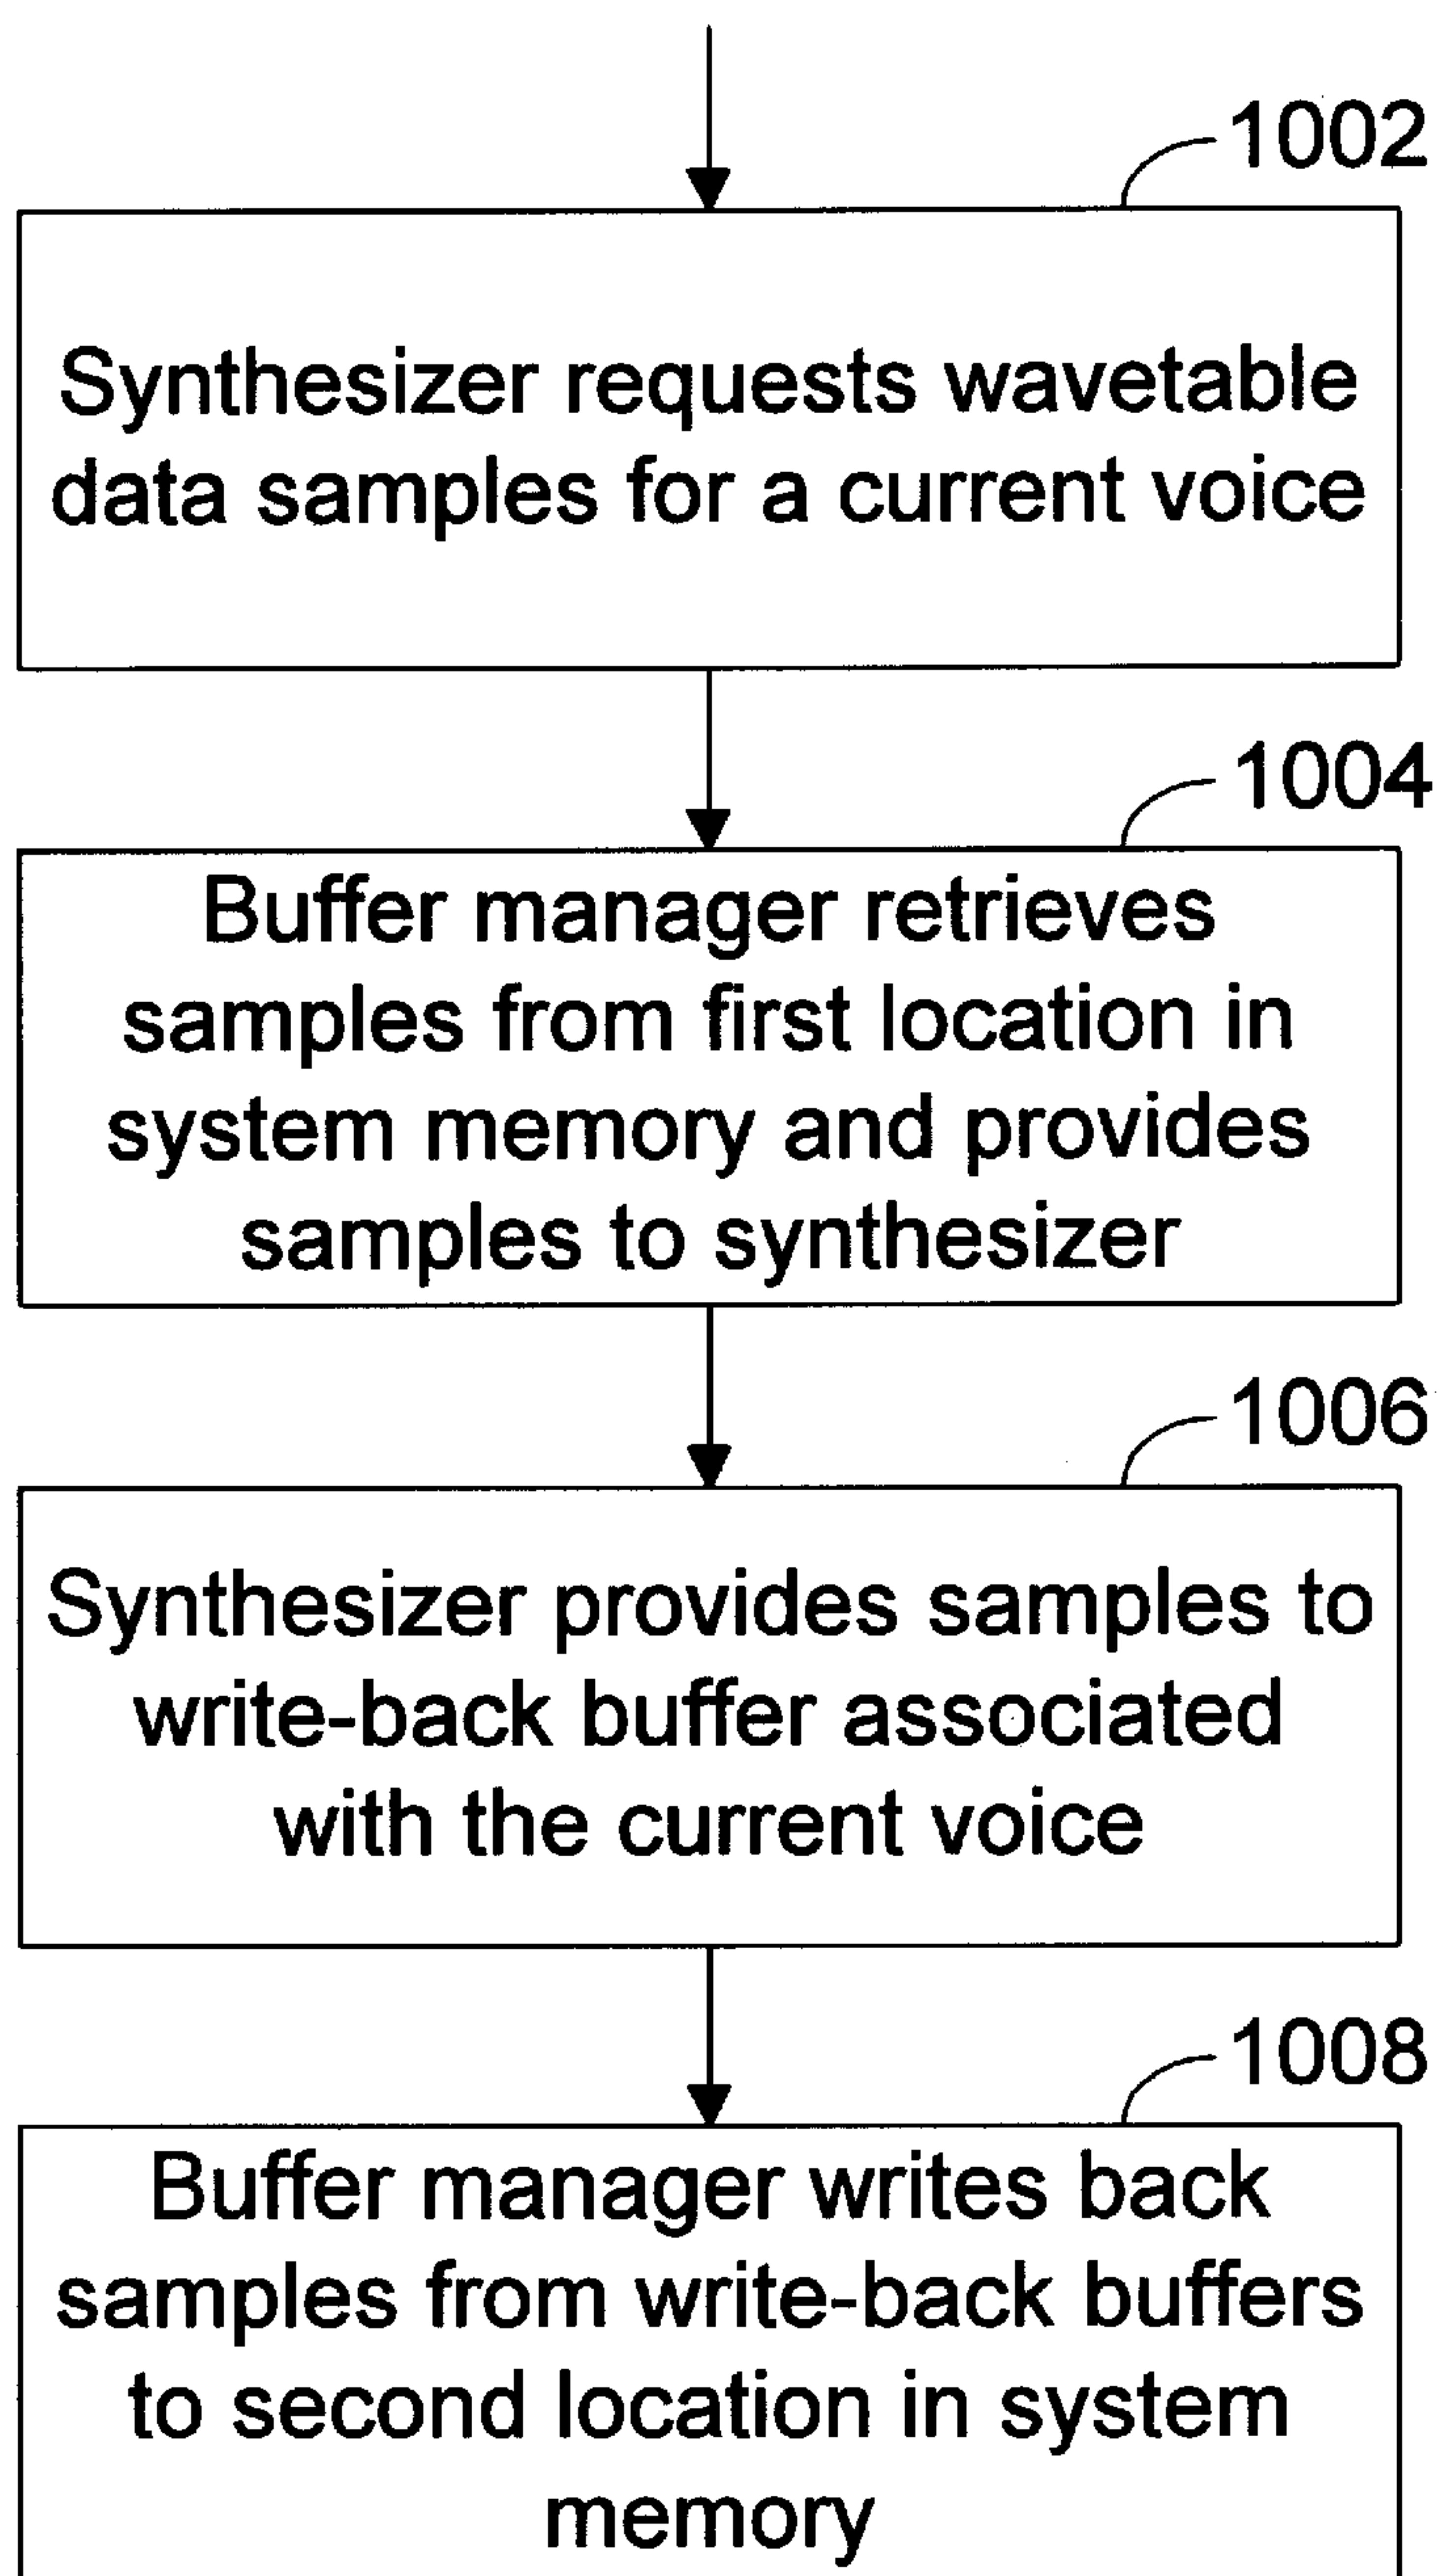 1002
Synthesizer requests wavetable
data samples for a current voice
1004
Buffer manager retrieves
samples from first location in
system memory and provides
samples to synthesizer
1006
Synthesizer provides samples to
write-back buffer associated
with the current voice
1008
Buffer manager writes back
samples from write-back buffers
to second location in system
memory